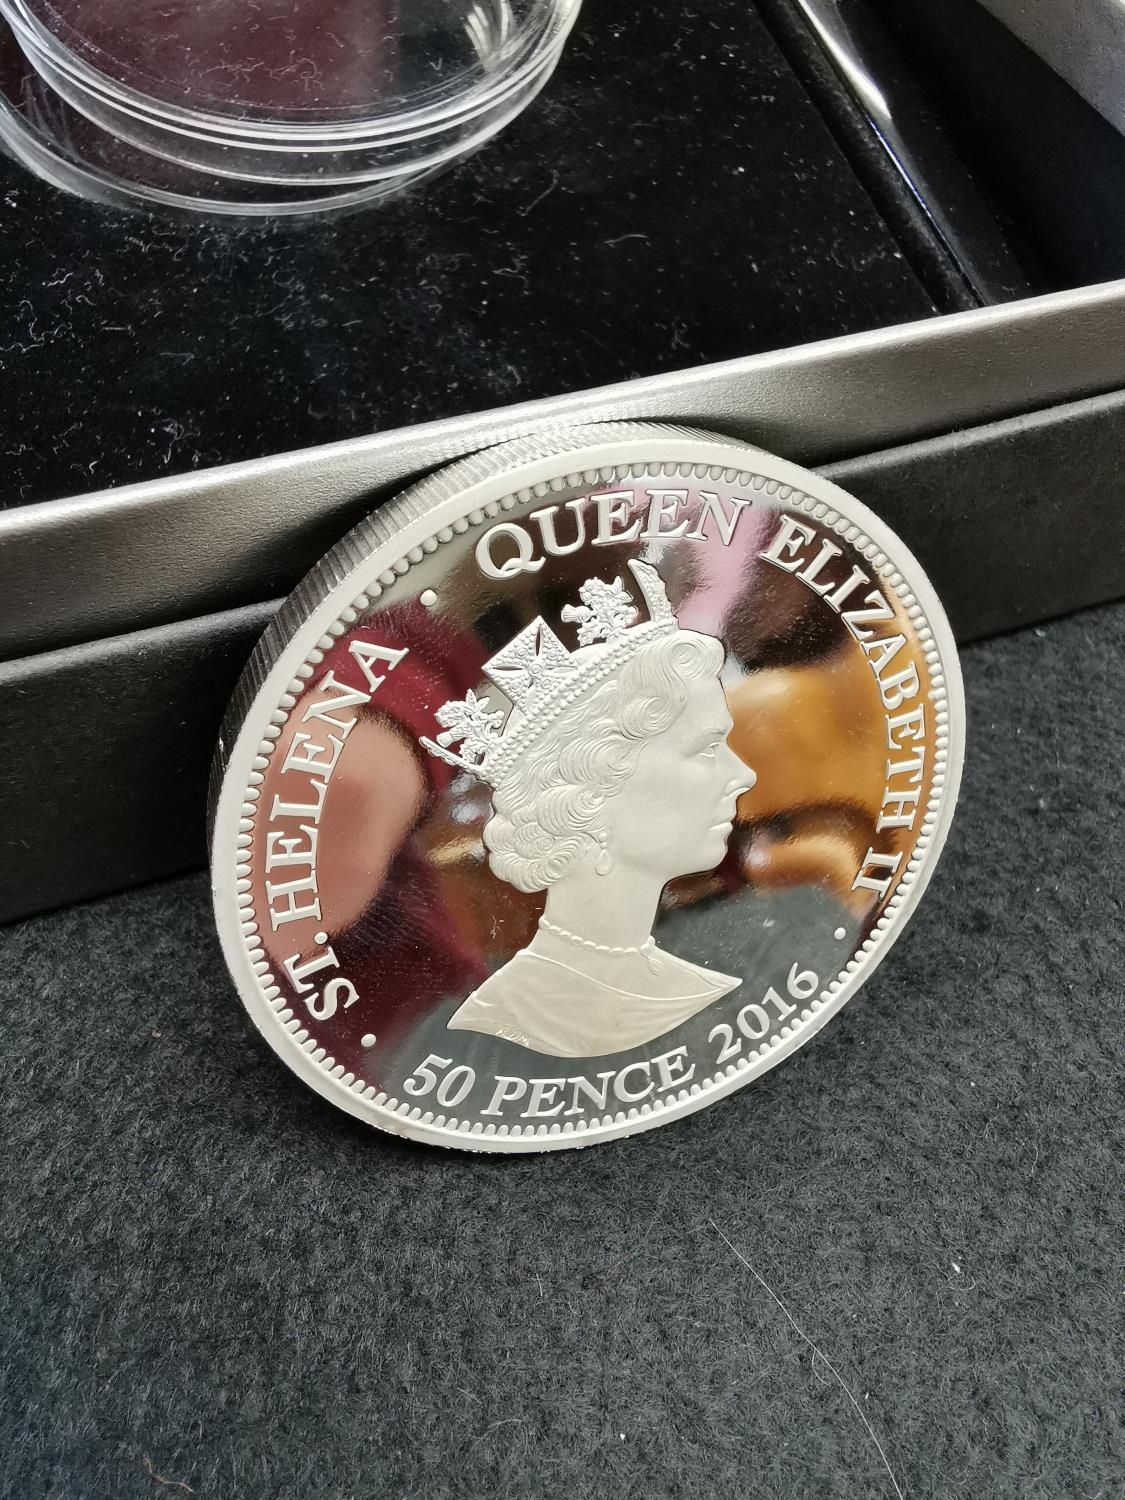 ST. HELENA · QUEEN ELIZABETH II ·
50 PENCE 2016 ·